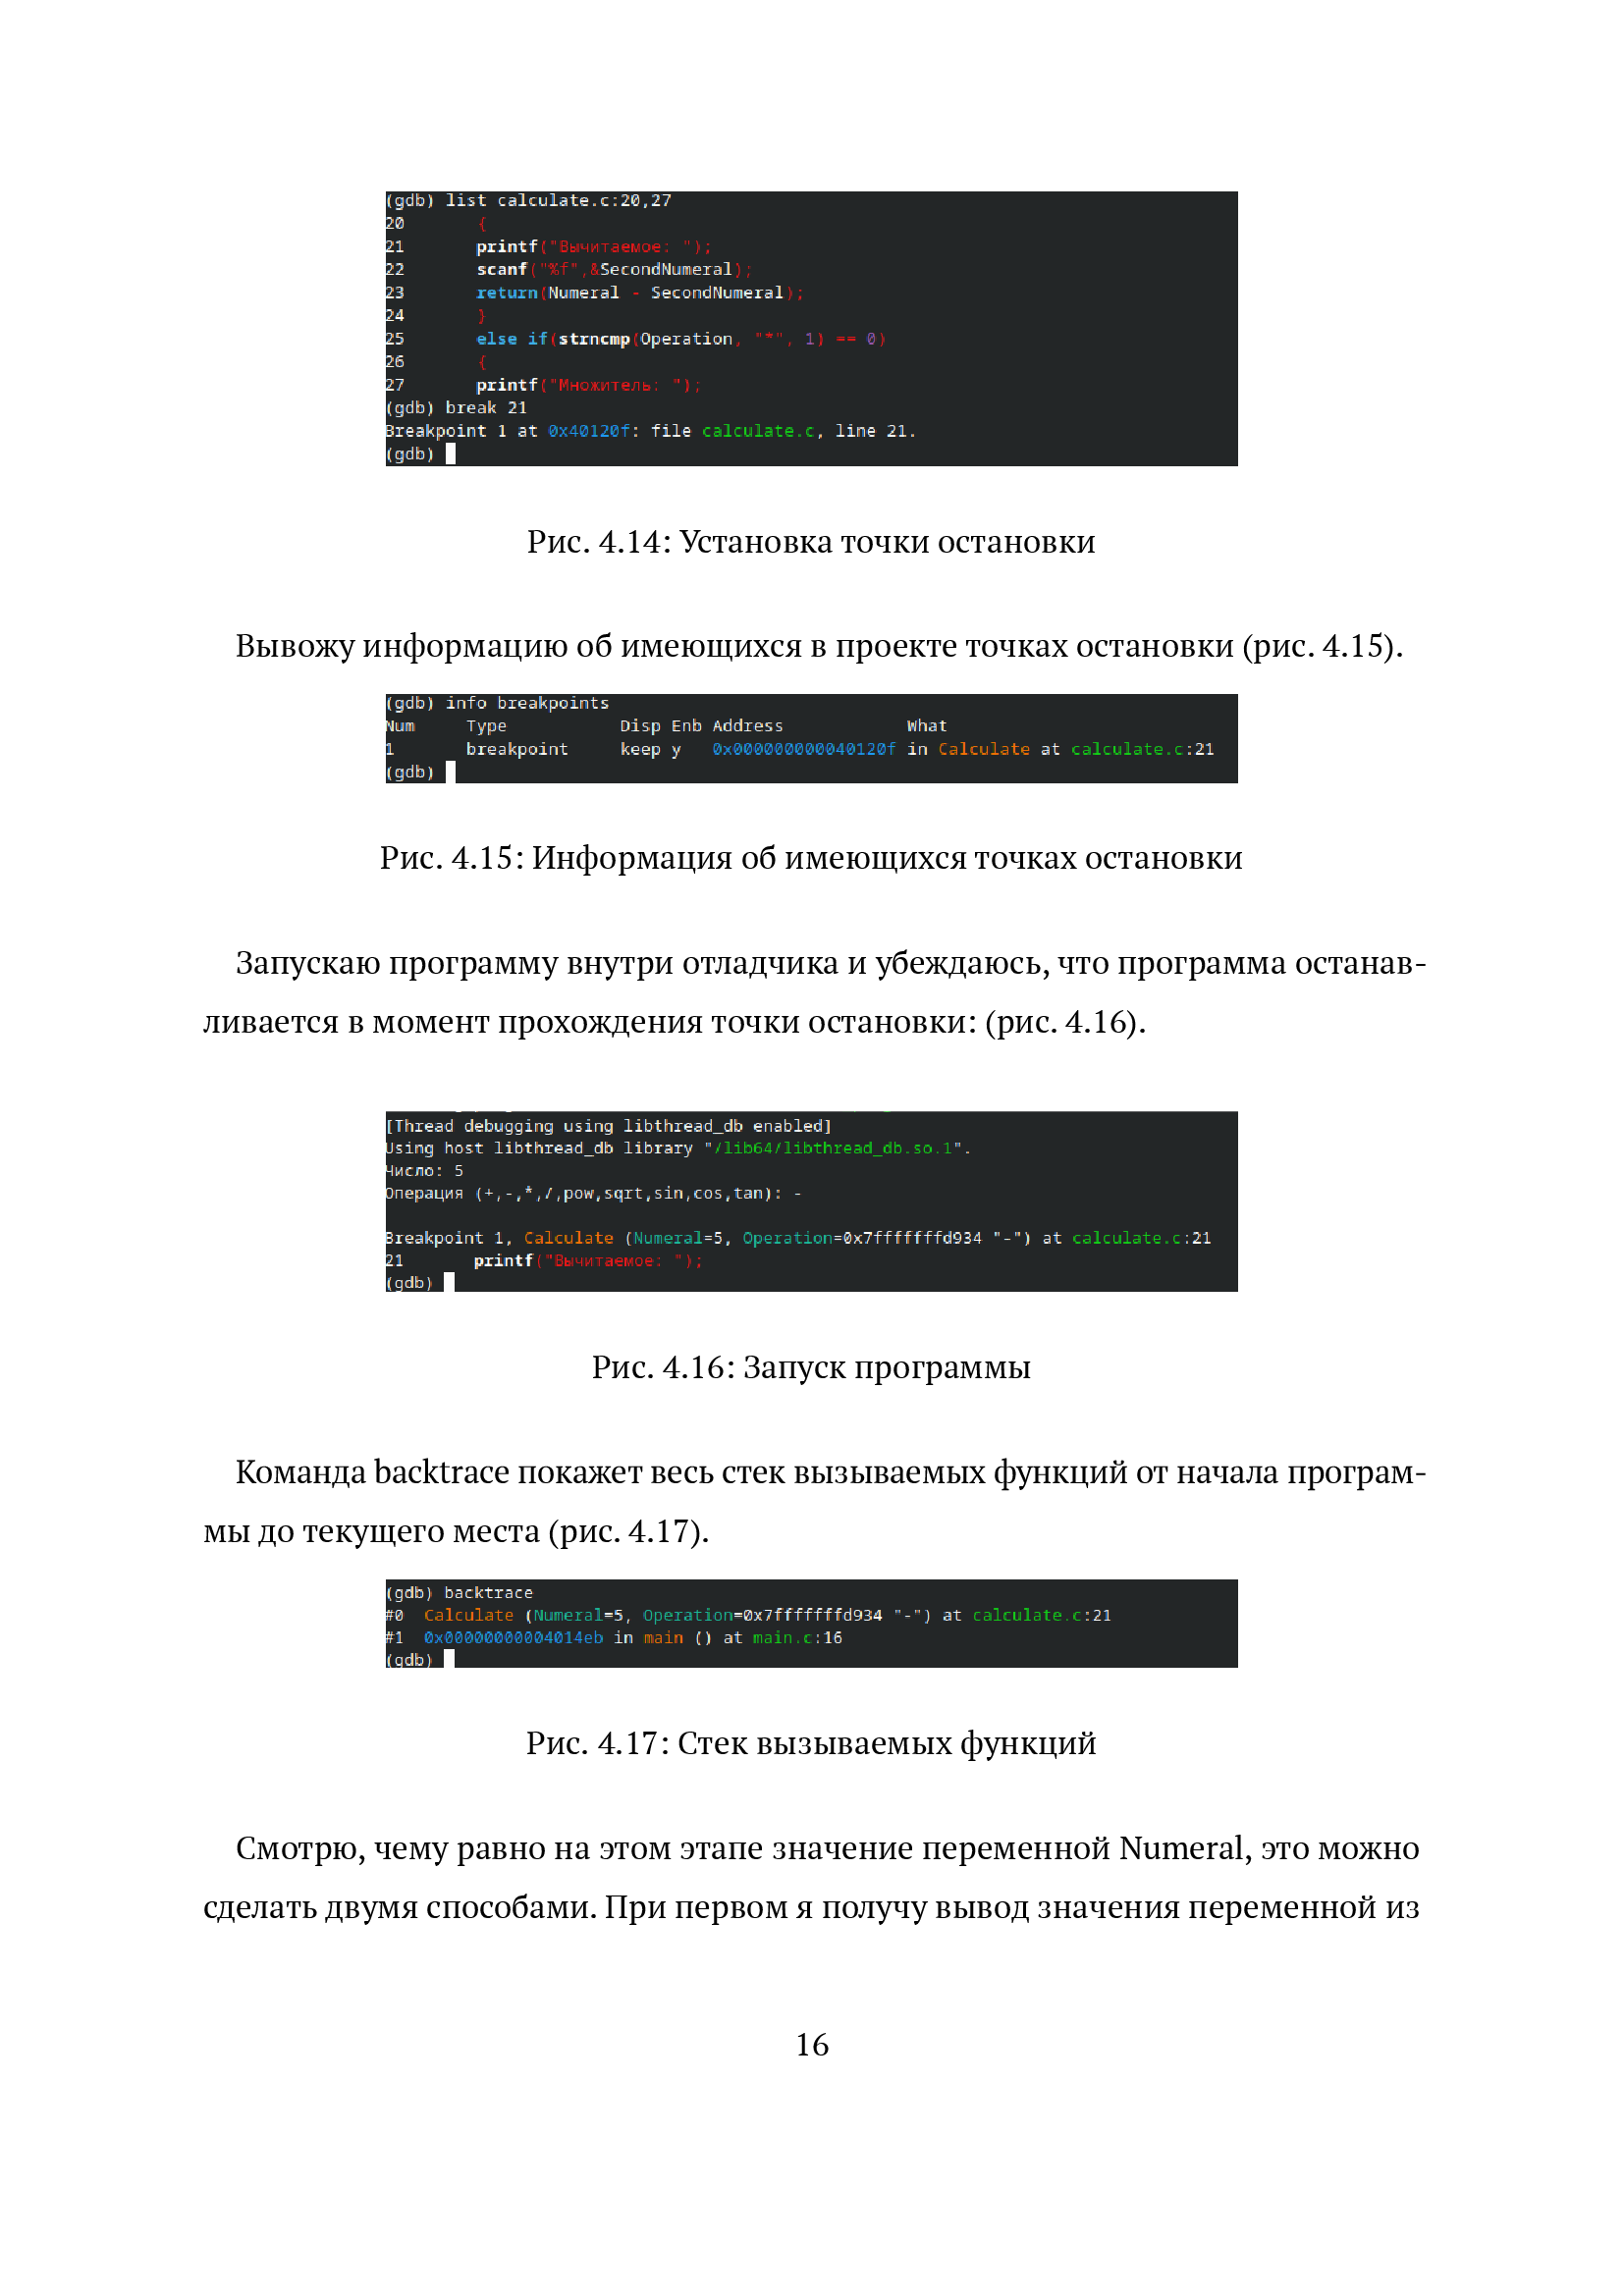 (gdb) list calculate.c:20,27
20 {
21 printf("Вычитаемое: ");
22 scanf("%f",&SecondNumeral);
23 return(Numeral - SecondNumeral);
24 }
25 else if(strncmp(Operation, "*", 1) == 0)
26 {
27 printf("Множитель: ");
(gdb) break 21
Breakpoint 1 at 0x40120f: file calculate.c, line 21.
(gdb)
Рис. 4.14: Установка точки остановки
Вывожу информацию об имеющихся в проекте точках остановки (рис. 4.15).
(gdb) info breakpoints
Num Type Disp Enb Address What
1 breakpoint keep y 0x000000000040120f in Calculate at calculate.c:21
(gdb)
Рис. 4.15: Информация об имеющихся точках остановки
Запускаю программу внутри отладчика и убеждаюсь, что программа останав-
ливается в момент прохождения точки остановки: (рис. 4.16).
[Thread debugging using libthread_db enabled]
Using host libthread_db library "/lib64/libthread_db.so.1".
Число: 5
Операция (+,-,*,/,pow,sqrt,sin,cos,tan): -
Breakpoint 1, Calculate (Numeral=5, Operation=0x7fffffffd934 "-") at calculate.c:21
21 printf("Вычитаемое: ");
(gdb)
Рис. 4.16: Запуск программы
Команда backtrace покажет весь стек вызываемых функций от начала програм-
мы до текущего места (рис. 4.17).
(gdb) backtrace
#0 Calculate (Numeral=5, Operation=0x7fffffffd934 "-") at calculate.c:21
#1 0x00000000004014eb in main () at main.c:16
(gdb)
Рис. 4.17: Стек вызываемых функций
Смотрю, чему равно на этом этапе значение переменной Numeral, это можно
сделать двумя способами. При первом я получу вывод значения переменной из
16